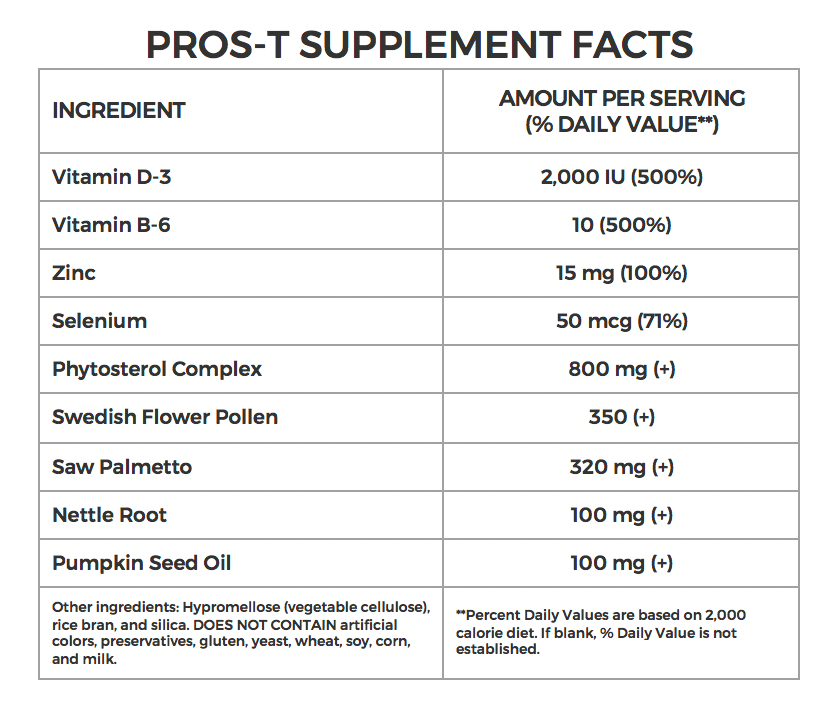 PROS-T SUPPLEMENT FACTS
INGREDIENT
AMOUNT PER SERVING
(% DAILY VALUE**)
Vitamin D-3
2,000 IU (500%)
Vitamin B-6
10 (500%)
Zinc
15 mg (100%)
Selenium
50 mcg (71%)
Phytosterol Complex
800 mg (+)
Swedish Flower Pollen
350 (+)
Saw Palmetto
320 mg (+)
Nettle Root
100 mg (+)
Pumpkin Seed Oil
100 mg (+)
Other ingredients: Hypromellose (vegetable cellulose),
rice bran, and silica. DOES NOT CONTAIN artificial
colors, preservatives, gluten, yeast, wheat, soy, corn,
and milk.
**Percent Daily Values are based on 2,000
calorie diet. If blank, % Daily Value is not
established.